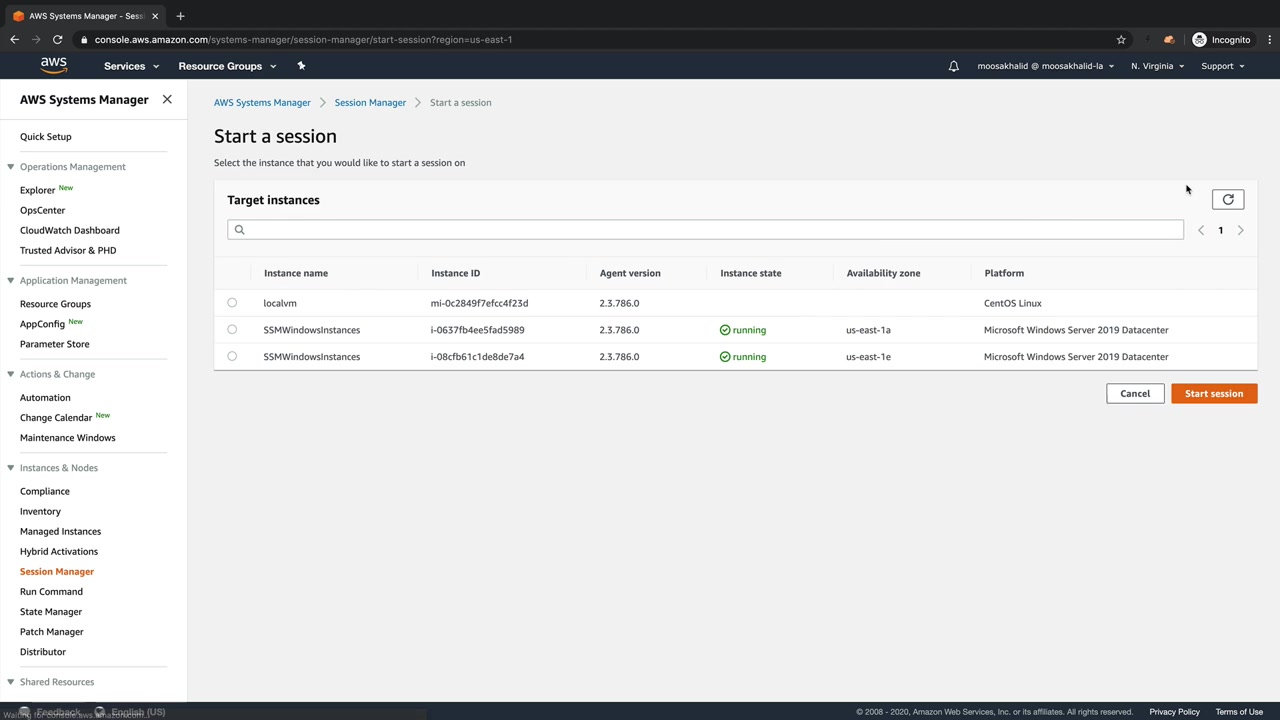 AWS Systems Manager - Sess
console.aws.amazon.com/systems-manager/session-manager/start-session?region=us-east-1
Incognito
aws
Services
Resource Groups
moosakhalid @ moosakhalid-la
N. Virginia
Support
AWS Systems Manager
Quick Setup
Operations Management
Explorer New
OpsCenter
CloudWatch Dashboard
Trusted Advisor & PHD
Application Management
Resource Groups
AppConfig New
Parameter Store
Actions & Change
Automation
Change Calendar New
Maintenance Windows
Instances & Nodes
Compliance
Inventory
Managed Instances
Hybrid Activations
Session Manager
Run Command
State Manager
Patch Manager
Distributor
Shared Resources
AWS Systems Manager
Session Manager
Start a session
Start a session
Select the instance that you would like to start a session on
Target instances
1
Instance name Instance ID Agent version Instance state Availability zone Platform
localvm mi-0c2849f7efcc4f23d 2.3.786.0 CentOS Linux
SSMWindowsInstances i-0637fb4ee5fad5989 2.3.786.0 running us-east-1a Microsoft Windows Server 2019 Datacenter
SSMWindowsInstances i-08cfb61c1de8de7a4 2.3.786.0 running us-east-1e Microsoft Windows Server 2019 Datacenter
Cancel
Start session
Feedback
English (US)
Waiting for console.aws.amazon.com...
© 2008 - 2020, Amazon Web Services, Inc. or its affiliates. All rights reserved.
Privacy Policy
Terms of Use